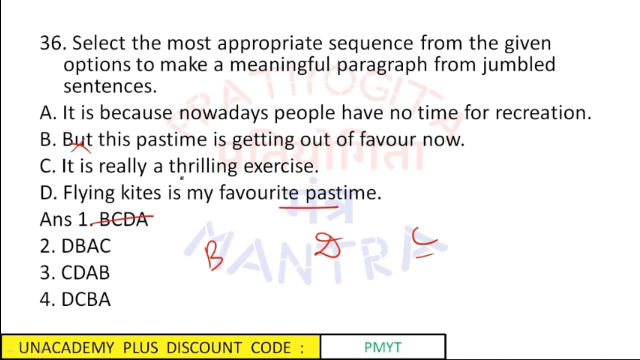 36. Select the most appropriate sequence from the given
options to make a meaningful paragraph from jumbled
sentences.
A. It is because nowadays people have no time for recreation.
B. But this pastime is getting out of favour now.
C. It is really a thrilling exercise.
D. Flying kites is my favourite pastime.
Ans 1. BCDA
2. DBAC
3. CDAB
4. DCBA
B D C
PRATIYOGITA
प्रतियोगिता
मंत्र
MANTRA
UNACADEMY PLUS DISCOUNT CODE : PMYT